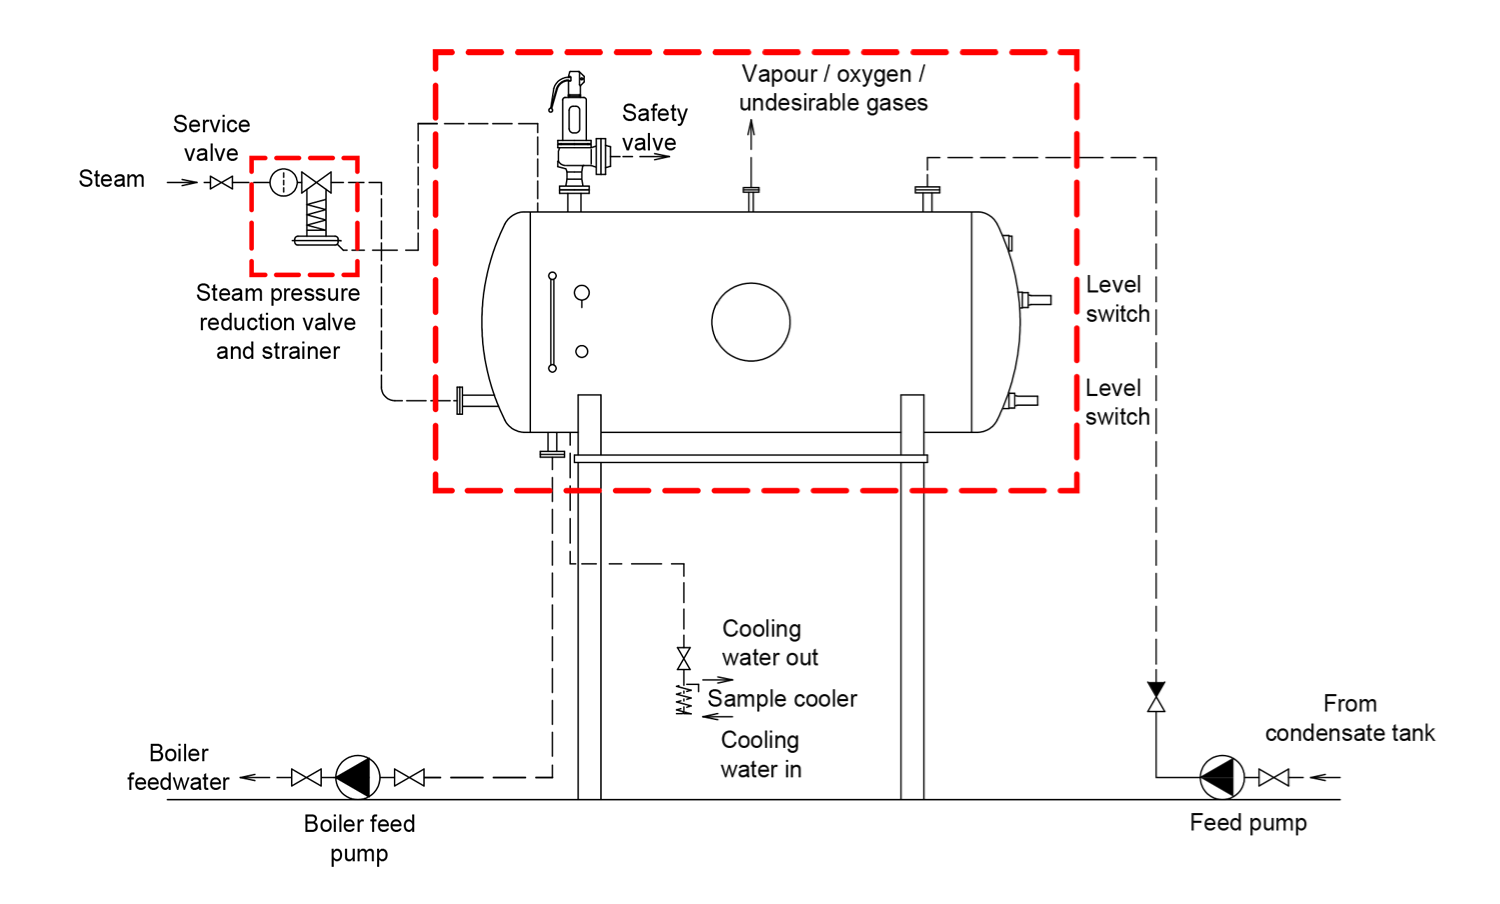 Vapour / oxygen /
undesirable gases
Safety
valve
Service
valve
Steam
Steam pressure
reduction valve
and strainer
Level
switch
Level
switch
Cooling
water out
Sample cooler
Cooling
water in
From
condensate tank
Boiler
feedwater
Boiler feed
pump
Feed pump